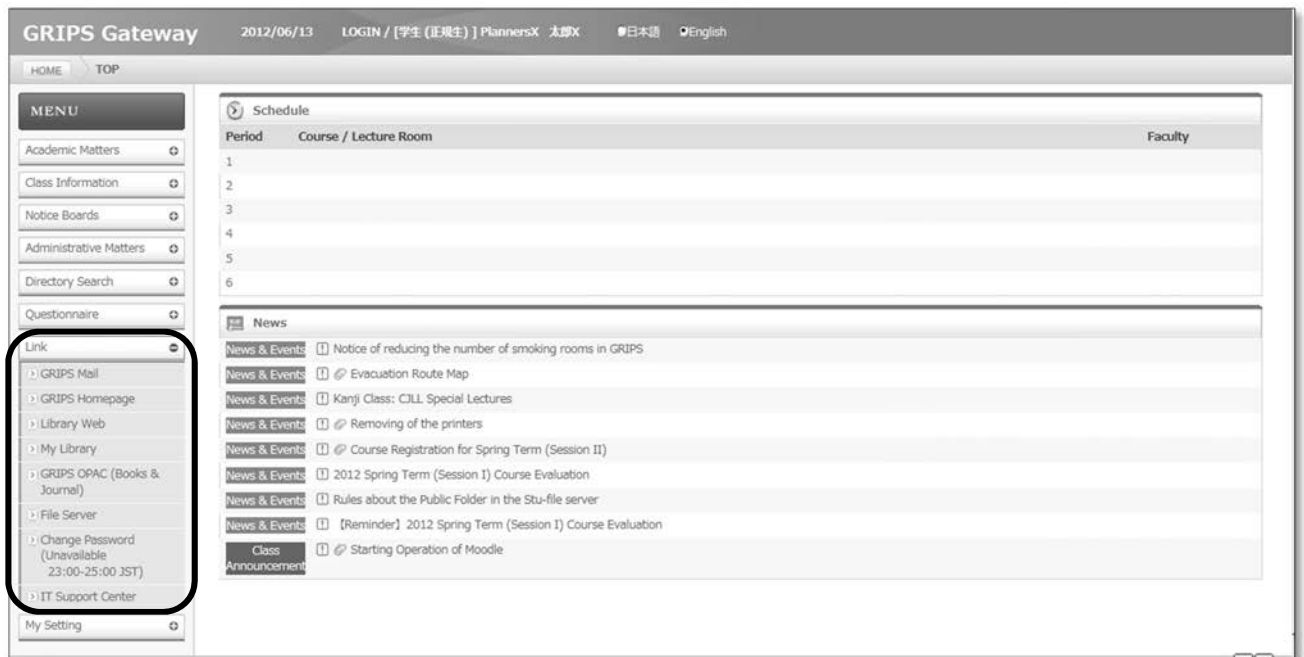 GRIPS Gateway 2012/06/13 LOGIN / [学生 (正規生) ] PlannersX 太郎X 日本語 English
HOME TOP
MENU
Academic Matters
Class Information
Notice Boards
Administrative Matters
Directory Search
Questionnaire
Link
GRIPS Mail
GRIPS Homepage
Library Web
My Library
GRIPS OPAC (Books &
Journal)
File Server
Change Password
(Unavailable
23:00-25:00 JST)
IT Support Center
My Setting
Schedule
Period Course / Lecture Room Faculty
1
2
3
4
5
6
News
News & Events Notice of reducing the number of smoking rooms in GRIPS
News & Events Evacuation Route Map
News & Events Kanji Class: CJLL Special Lectures
News & Events Removing of the printers
News & Events Course Registration for Spring Term (Session II)
News & Events 2012 Spring Term (Session I) Course Evaluation
News & Events Rules about the Public Folder in the Stu-file server
News & Events 【Reminder】2012 Spring Term (Session I) Course Evaluation
Class
Announcement Starting Operation of Moodle